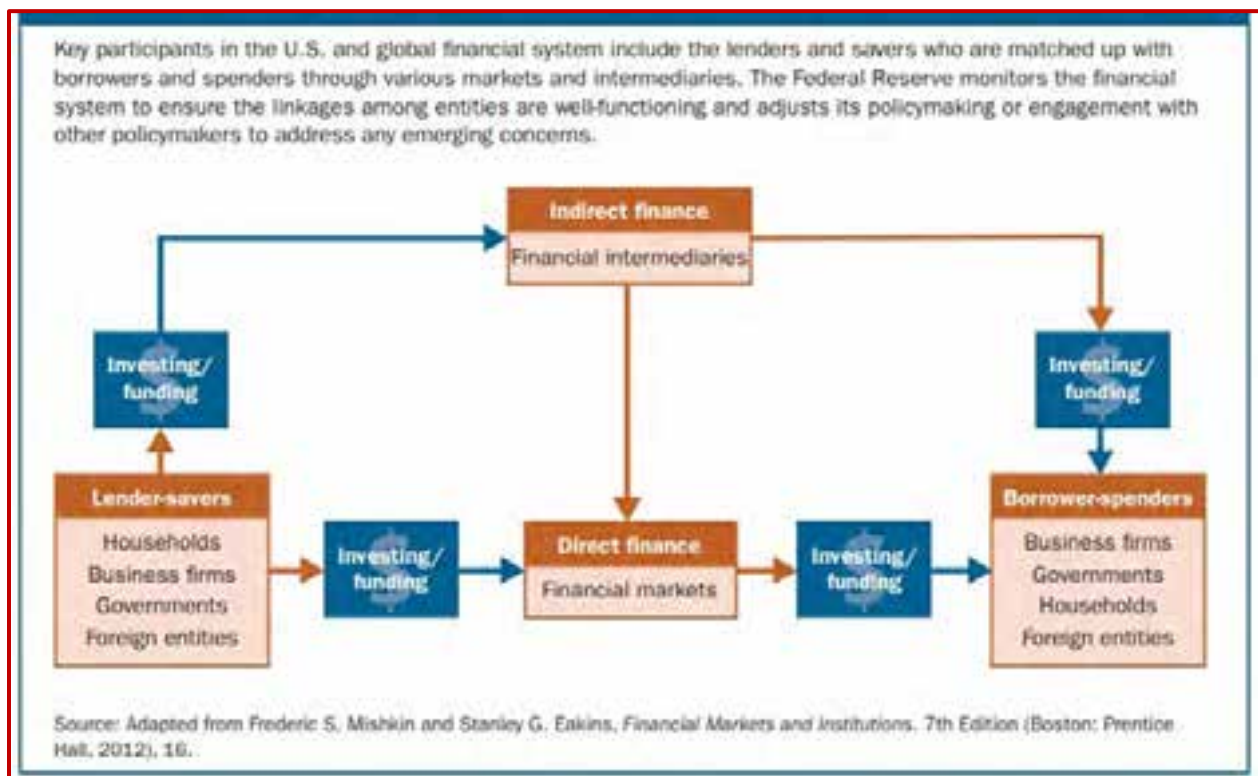 Key participants in the U.S. and global financial system include the lenders and savers who are matched up with
borrowers and spenders through various markets and intermediaries. The Federal Reserve monitors the financial
system to ensure the linkages among entities are well-functioning and adjusts its policymaking or engagement with
other policymakers to address any emerging concerns.
Indirect finance
Financial intermediaries
Investing/
funding
Investing/
funding
Lender-savers
Households
Business firms
Governments
Foreign entities
Investing/
funding
Direct finance
Financial markets
Investing/
funding
Borrower-spenders
Business firms
Governments
Households
Foreign entities
Source: Adapted from Frederic S. Mishkin and Stanley G. Eakins, Financial Markets and Institutions. 7th Edition (Boston: Prentice
Hall, 2012), 16.